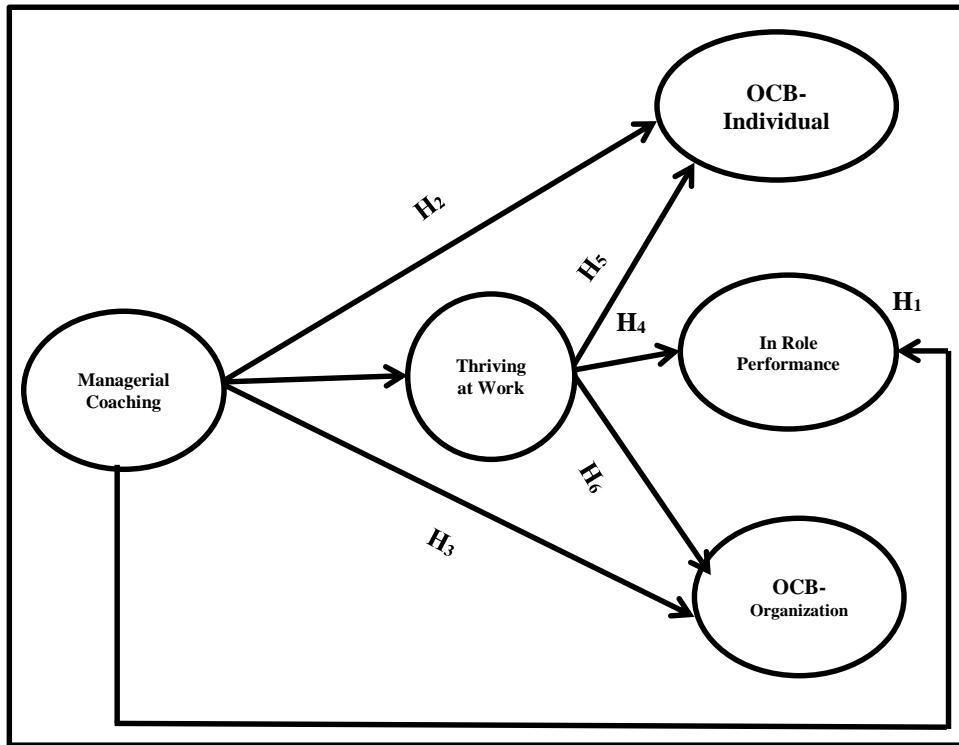 OCB-
Individual
H2
H5
H1
H4
In Role
Performance
Thriving
at Work
Managerial
Coaching
H6
H3
OCB-
Organization